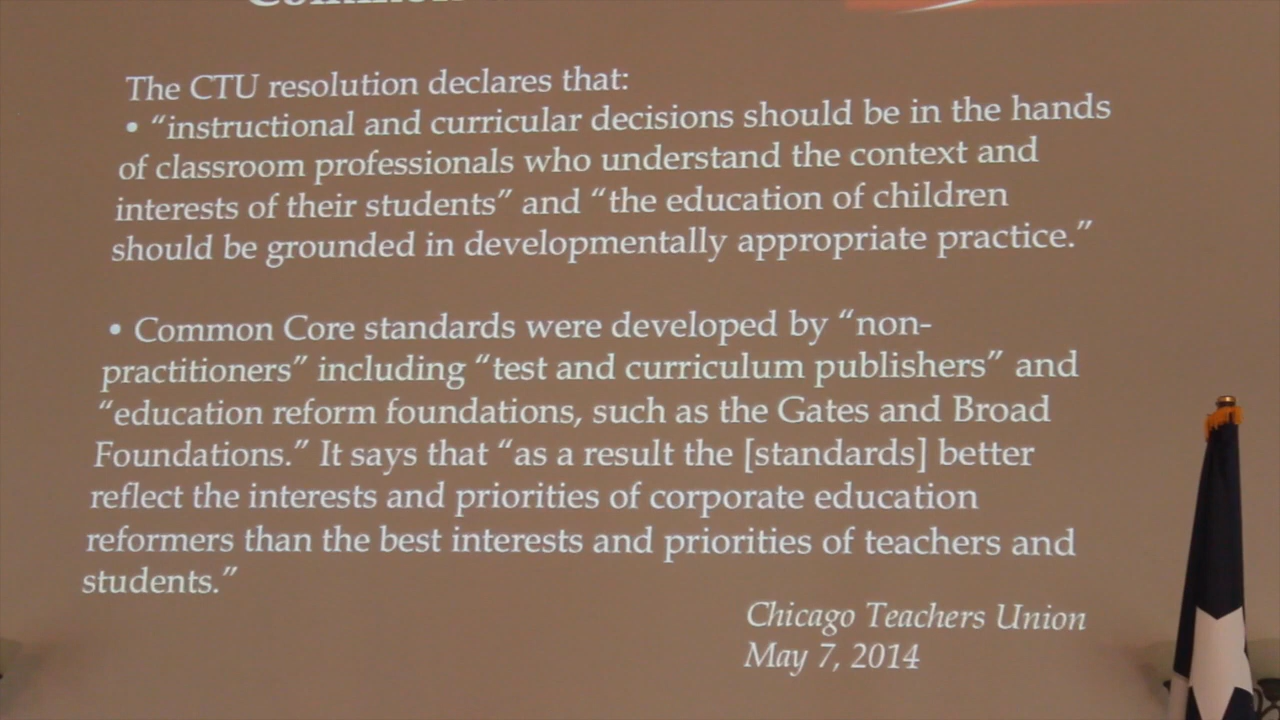 The CTU resolution declares that:
• “instructional and curricular decisions should be in the hands
of classroom professionals who understand the context and
interests of their students” and “the education of children
should be grounded in developmentally appropriate practice.”
• Common Core standards were developed by “non-
practitioners” including “test and curriculum publishers” and
“education reform foundations, such as the Gates and Broad
Foundations.” It says that “as a result the [standards] better
reflect the interests and priorities of corporate education
reformers than the best interests and priorities of teachers and
students.”
Chicago Teachers Union
May 7, 2014